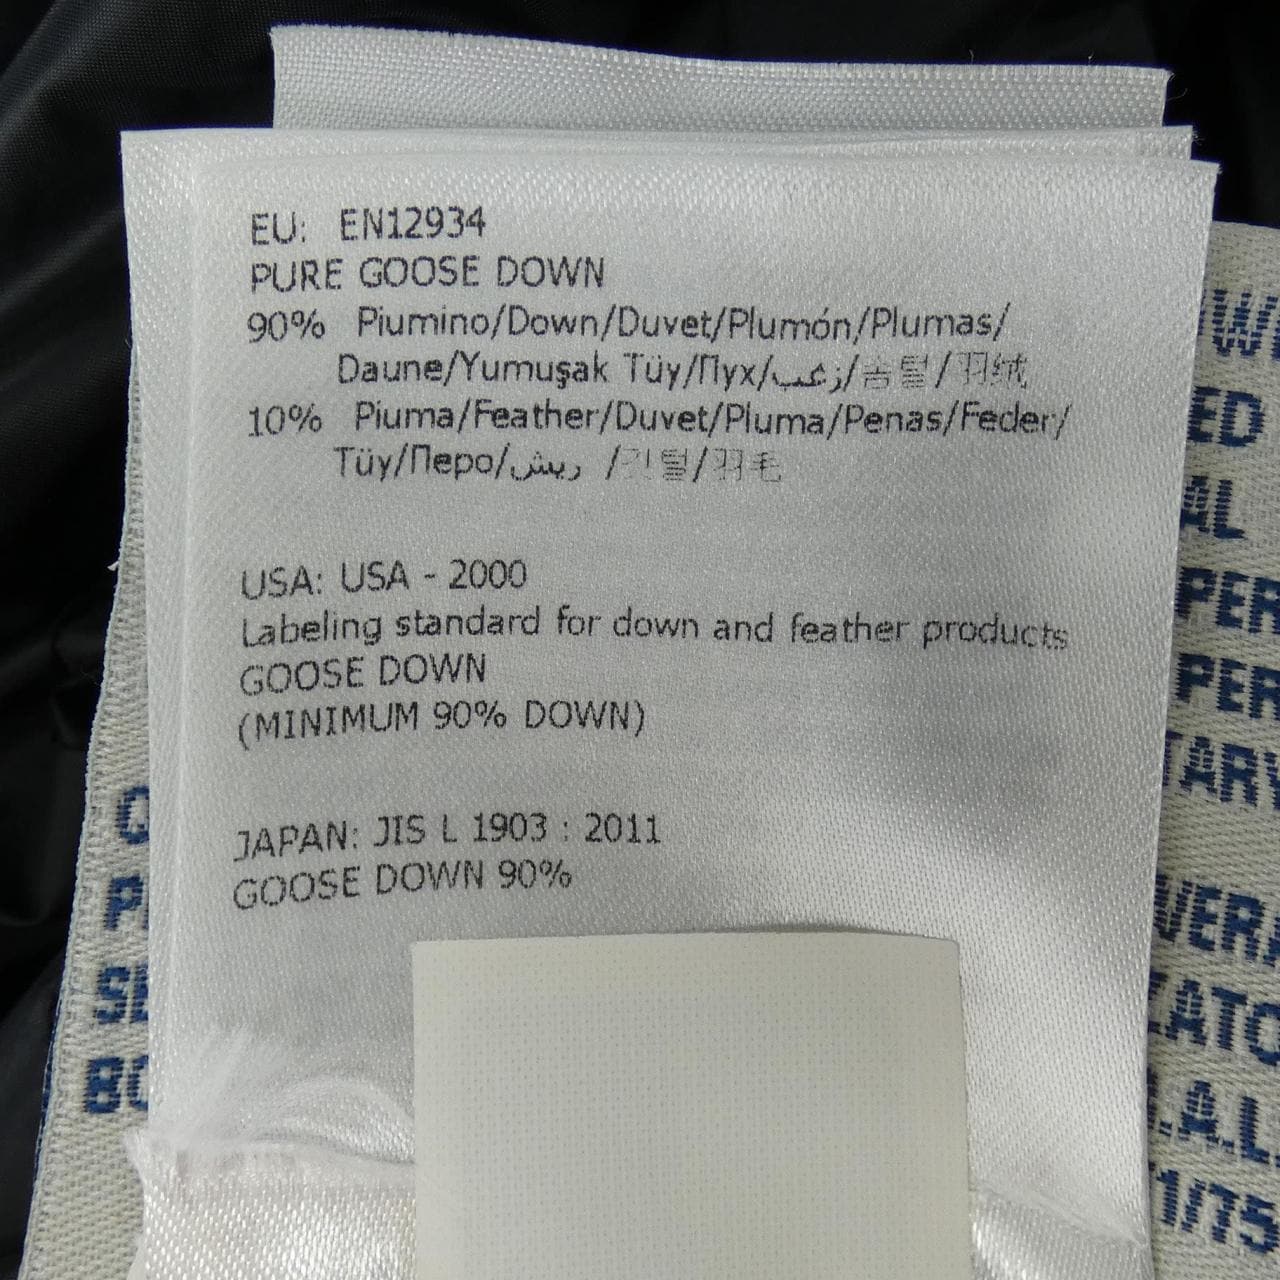 EU: EN12934
PURE GOOSE DOWN
90% Piumino/Down/Duvet/Plumón/Plumas/
Daune/Yumuşak Tüy/Пух/زغب/솜털/羽绒
10% Piuma/Feather/Duvet/Pluma/Penas/Feder/
Tüy/Перо/ريش /깃털/羽毛
USA: USA - 2000
Labeling standard for down and feather products
GOOSE DOWN
(MINIMUM 90% DOWN)
JAPAN: JIS L 1903 : 2011
GOOSE DOWN 90%